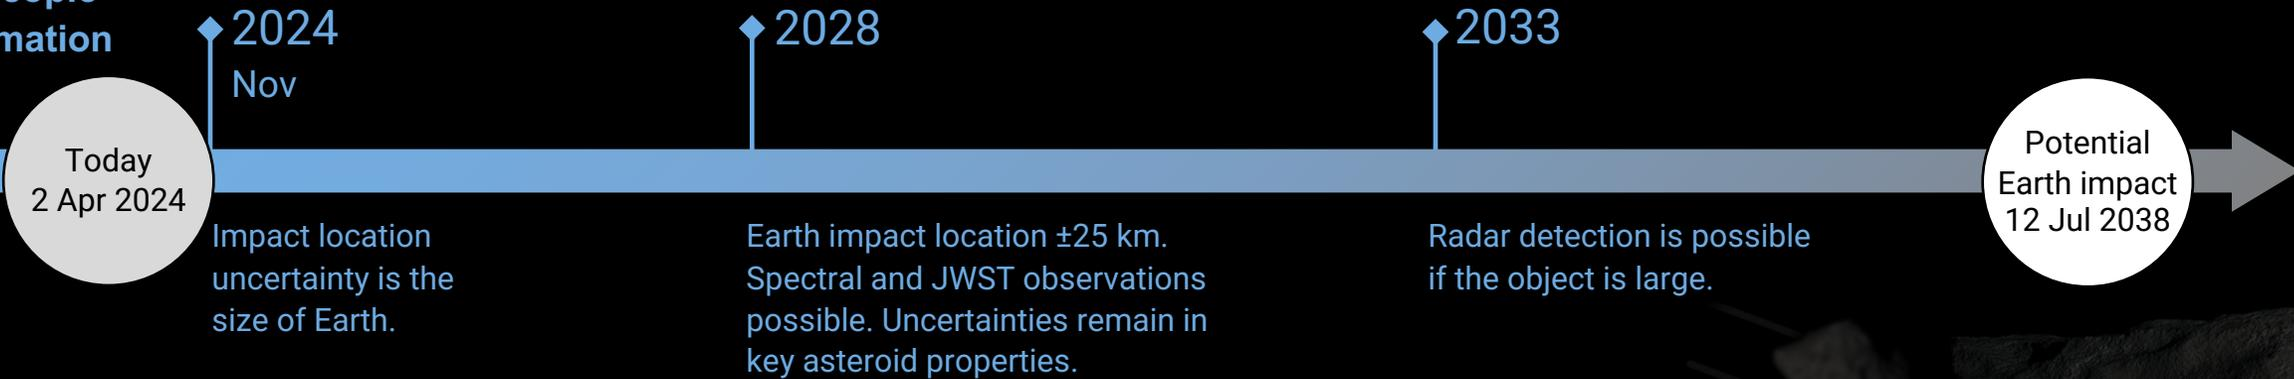 mation
2024
Nov
2028
2033
Today
2 Apr 2024
Potential
Earth impact
12 Jul 2038
Impact location
uncertainty is the
size of Earth.
Earth impact location ±25 km.
Spectral and JWST observations
possible. Uncertainties remain in
key asteroid properties.
Radar detection is possible
if the object is large.